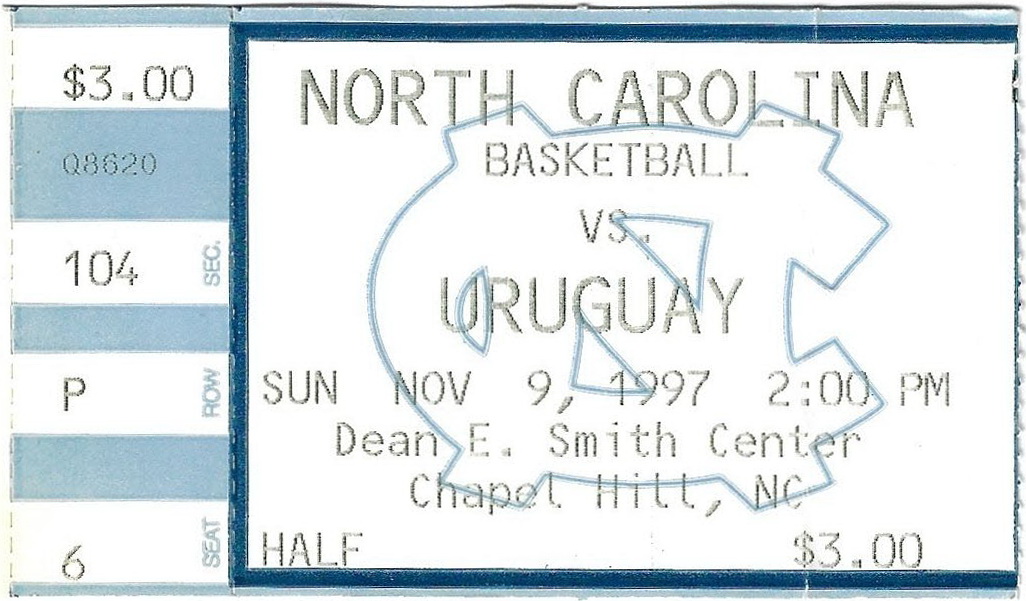 $3.00
Q8620
104 SEC.
P ROW
6 SEAT
NORTH CAROLINA
BASKETBALL
VS.
URUGUAY
SUN NOV 9, 1997 2:00 PM
Dean E. Smith Center
Chapel Hill, NC
HALF $3.00